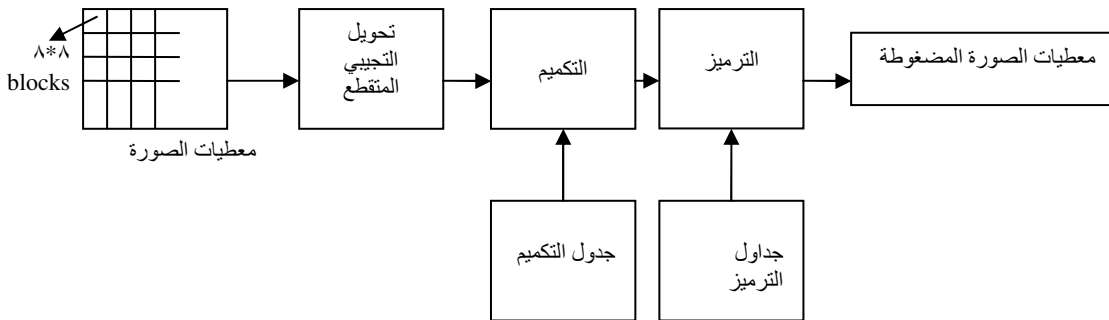 ٨*٨
blocks
معطيات الصورة
تحويل
التجيبي
المتقطع
التكميم
الترميز
معطيات الصورة المضغوطة
جدول التكميم
جداول
الترميز